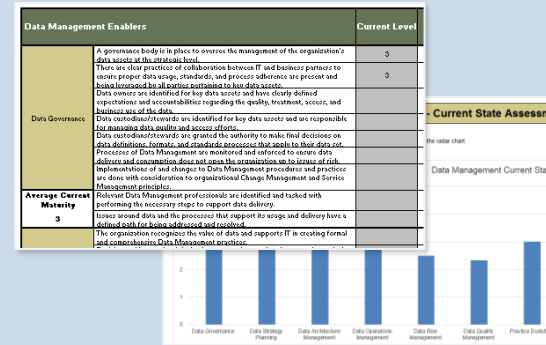 Data Management Enablers
Current Level
Data Governance
A governance body is in place to oversee the management of the organization's
data assets at the strategic level.
3
There are clear practices of collaboration between IT and business partners to
ensure proper data usage, standards, and process adherence are present and
being leveraged by all parties pertaining to key data assets.
3
Data owners are identified for key data assets and have clearly defined
expectations and accountabilities regarding the quality, treatment, access, and
business use of the data.
Data custodians/stewards are identified for key data assets and are responsible
for managing data quality and access efforts.
Data custodians/stewards are granted the authority to make final decisions on
data definitions, formats, and standards processes that apply to their data set.
Processes of Data Management are monitored and enforced to ensure data
delivery and consumption does not open the organization up to issues of risk.
Implementations of and changes to Data Management procedures and practices
are done with consideration to organizational Change Management and Service
Management principles.
Average Current
Maturity
3
Relevant Data Management professionals are identified and tasked with
performing the necessary steps to support data delivery.
Issues around data and the processes that support its usage and delivery have a
defined path for being addressed and resolved.
The organization recognizes the value of data and supports IT in creating formal
and comprehensive Data Management practices.
- Current State Assessm
the radar chart.
Data Management Current Sta
2
1
0
Data Governance
Data Strategy
Planning
Data Architecture
Management
Data Operations
Management
Data Risk
Management
Data Quality
Management
Practice Evolut